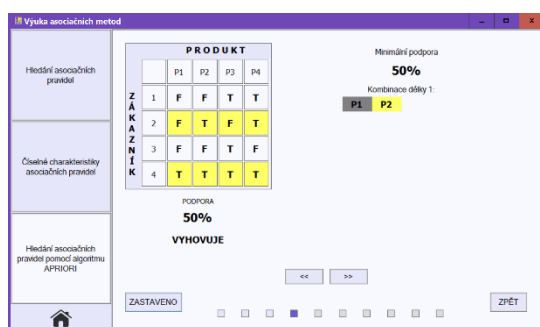 Výuka asociačních metod
Hledání asociačních
pravidel
Číselné charakteristiky
asociačních pravidel
Hledání asociačních
pravidel pomocí algoritmu
APRIORI
PRODUKT
P1 P2 P3 P4
ZÁKAZNÍK
1 F F T T
2 F T F T
3 F F T F
4 T T T T
PODPORA
50%
VYHOVUJE
Minimální podpora
50%
Kombinace délky 1:
P1 P2
<< >>
ZASTAVENO
ZPĚT